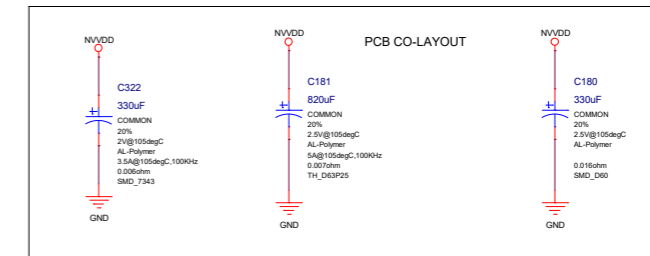 PCB CO-LAYOUT
NVVDD
C322
330uF
COMMON
20%
2V@105degC
AL-Polymer
3.5A@105degC,100KHz
0.006ohm
SMD_7343
GND
NVVDD
C181
820uF
COMMON
20%
2.5V@105degC
AL-Polymer
5A@105degC,100KHz
0.007ohm
TH_D63P25
GND
NVVDD
C180
330uF
COMMON
20%
2.5V@105degC
AL-Polymer
0.016ohm
SMD_D60
GND